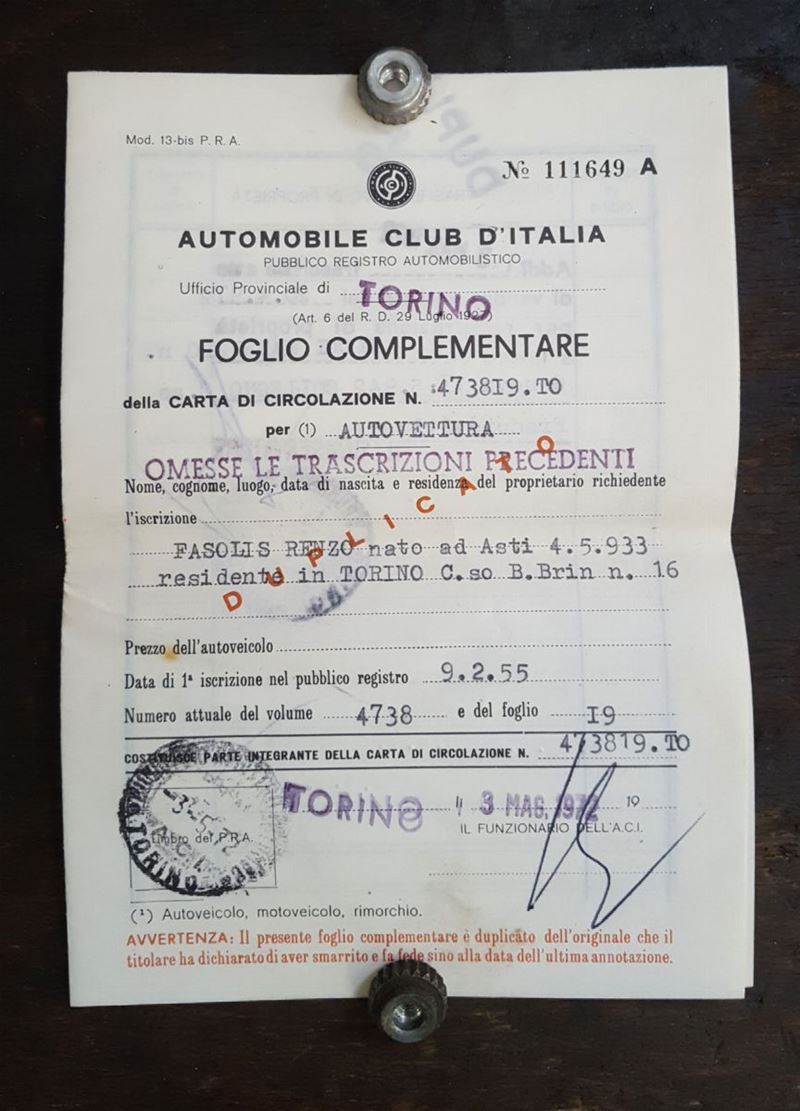 Mod. 13-bis P. R. A.
№ 111649 A
AUTOMOBILE CLUB D'ITALIA
PUBBLICO REGISTRO AUTOMOBILISTICO
Ufficio Provinciale di TORINO
(Art. 6 del R. D. 29 Luglio 1927)
FOGLIO COMPLEMENTARE
della CARTA DI CIRCOLAZIONE N. 473819.TO
per (1) AUTOVETTURA
OMESSE LE TRASCRIZIONI PRECEDENTI
DUPLICATO
Nome, cognome, luogo, data di nascita e residenza del proprietario richiedente
l'iscrizione
FASOLIS RENZO nato ad Asti 4.5.933
residente in TORINO C.so B.Brin n. 16
Prezzo dell'autoveicolo
Data di 1ª iscrizione nel pubblico registro 9.2.55
Numero attuale del volume 4738 e del foglio I9
COSTITUISCE PARTE INTEGRANTE DELLA CARTA DI CIRCOLAZIONE N. 473819.TO
TORINO 3 MAG. 1972 19
IL FUNZIONARIO DELL'A.C.I.
Timbro del P.R.A.
TORINO
(¹) Autoveicolo, motoveicolo, rimorchio.
AVVERTENZA: Il presente foglio complementare è duplicato dell'originale che il
titolare ha dichiarato di aver smarrito e fa fede sino alla data dell'ultima annotazione.